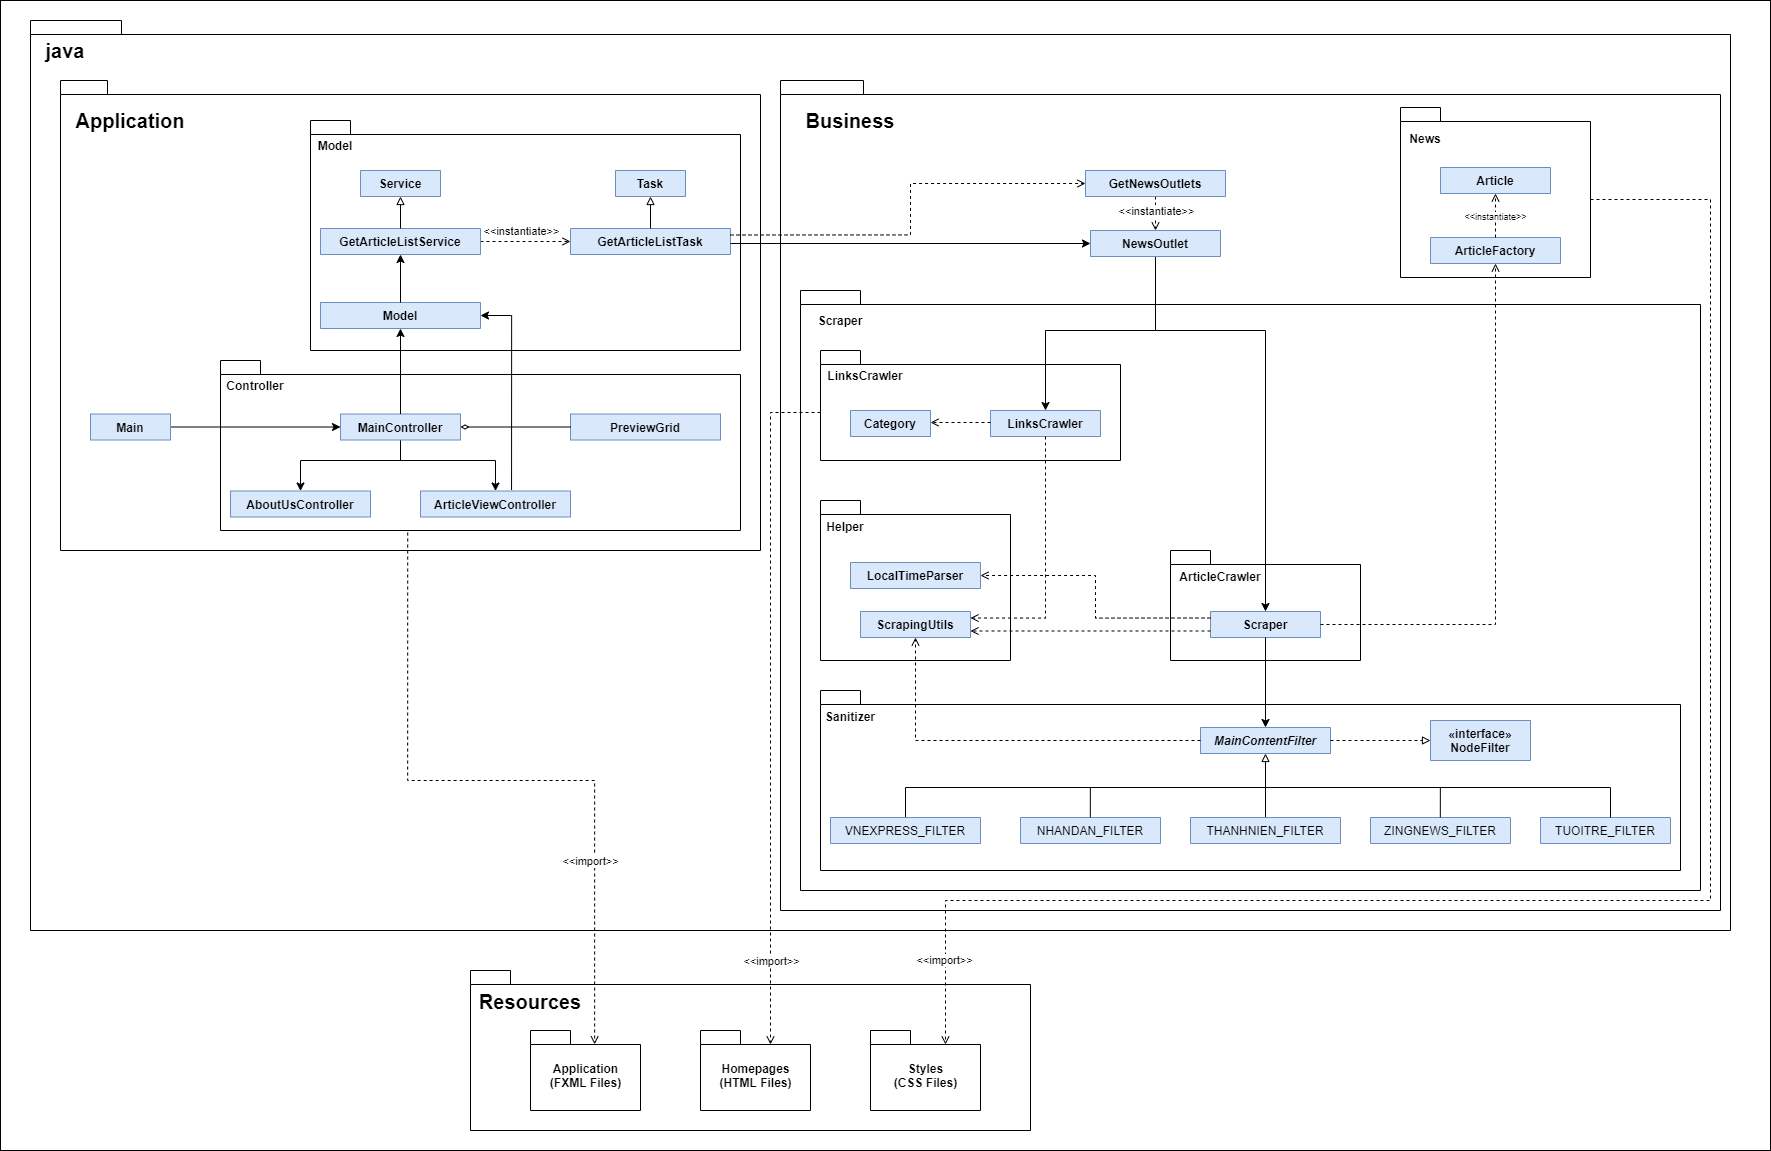 java
Application
Model
Service
Task
GetArticleListService
<<instantiate>>
GetArticleListTask
Model
Controller
Main
MainController
PreviewGrid
AboutUsController
ArticleViewController
Business
GetNewsOutlets
<<instantiate>>
NewsOutlet
News
Article
<<instantiate>>
ArticleFactory
Scraper
LinksCrawler
Category
LinksCrawler
Helper
LocalTimeParser
ScrapingUtils
ArticleCrawler
Scraper
Sanitizer
MainContentFilter
«interface»
NodeFilter
VNEXPRESS_FILTER
NHANDAN_FILTER
THANHNIEN_FILTER
ZINGNEWS_FILTER
TUOITRE_FILTER
<<import>>
<<import>>
<<import>>
Resources
Application
(FXML Files)
Homepages
(HTML Files)
Styles
(CSS Files)